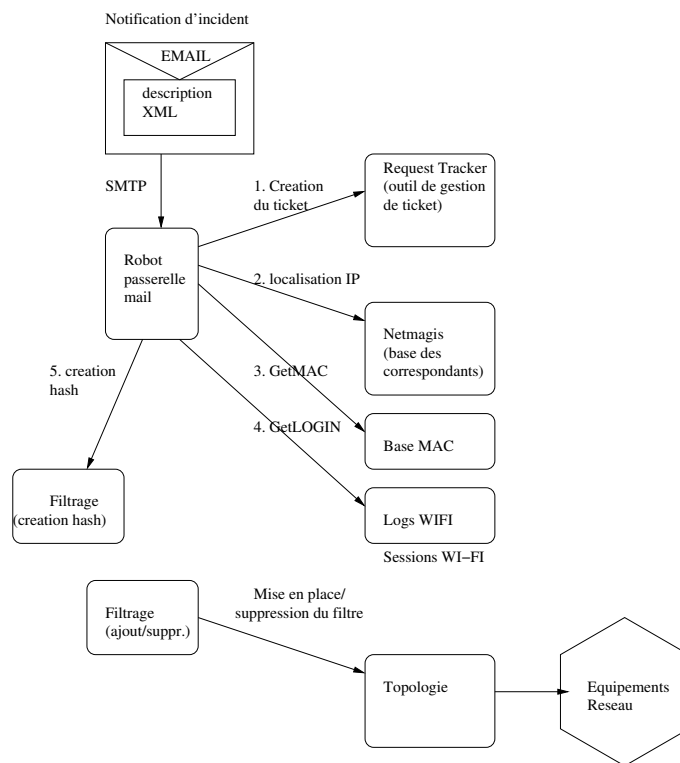 Notification d'incident
EMAIL
description
XML
SMTP
1. Creation
du ticket
Request Tracker
(outil de gestion
de ticket)
Robot
passerelle
mail
2. localisation IP
Netmagis
(base des
correspondants)
5. creation
hash
3. GetMAC
4. GetLOGIN
Base MAC
Filtrage
(creation hash)
Logs WIFI
Sessions WI−FI
Mise en place/
suppression du filtre
Filtrage
(ajout/suppr.)
Topologie
Equipements
Reseau